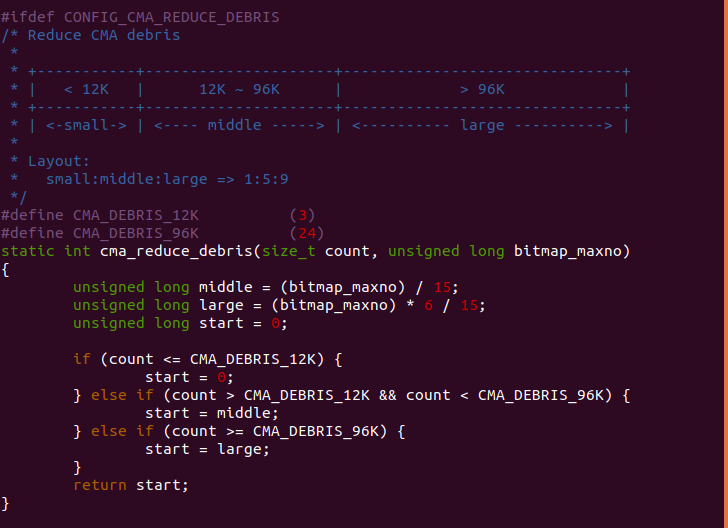 #ifdef CONFIG_CMA_REDUCE_DEBRIS
/* Reduce CMA debris
 *
 * +-----------+---------------------+-------------------------------+
 * |   < 12K   |      12K ~ 96K      |             > 96K             |
 * +-----------+---------------------+-------------------------------+
 * | <-small-> | <---- middle -----> | <---------- large ----------> |
 *
 * Layout:
 *   small:middle:large => 1:5:9
 */
#define CMA_DEBRIS_12K          (3)
#define CMA_DEBRIS_96K          (24)
static int cma_reduce_debris(size_t count, unsigned long bitmap_maxno)
{
        unsigned long middle = (bitmap_maxno) / 15;
        unsigned long large = (bitmap_maxno) * 6 / 15;
        unsigned long start = 0;

        if (count <= CMA_DEBRIS_12K) {
                start = 0;
        } else if (count > CMA_DEBRIS_12K && count < CMA_DEBRIS_96K) {
                start = middle;
        } else if (count >= CMA_DEBRIS_96K) {
                start = large;
        }
        return start;
}